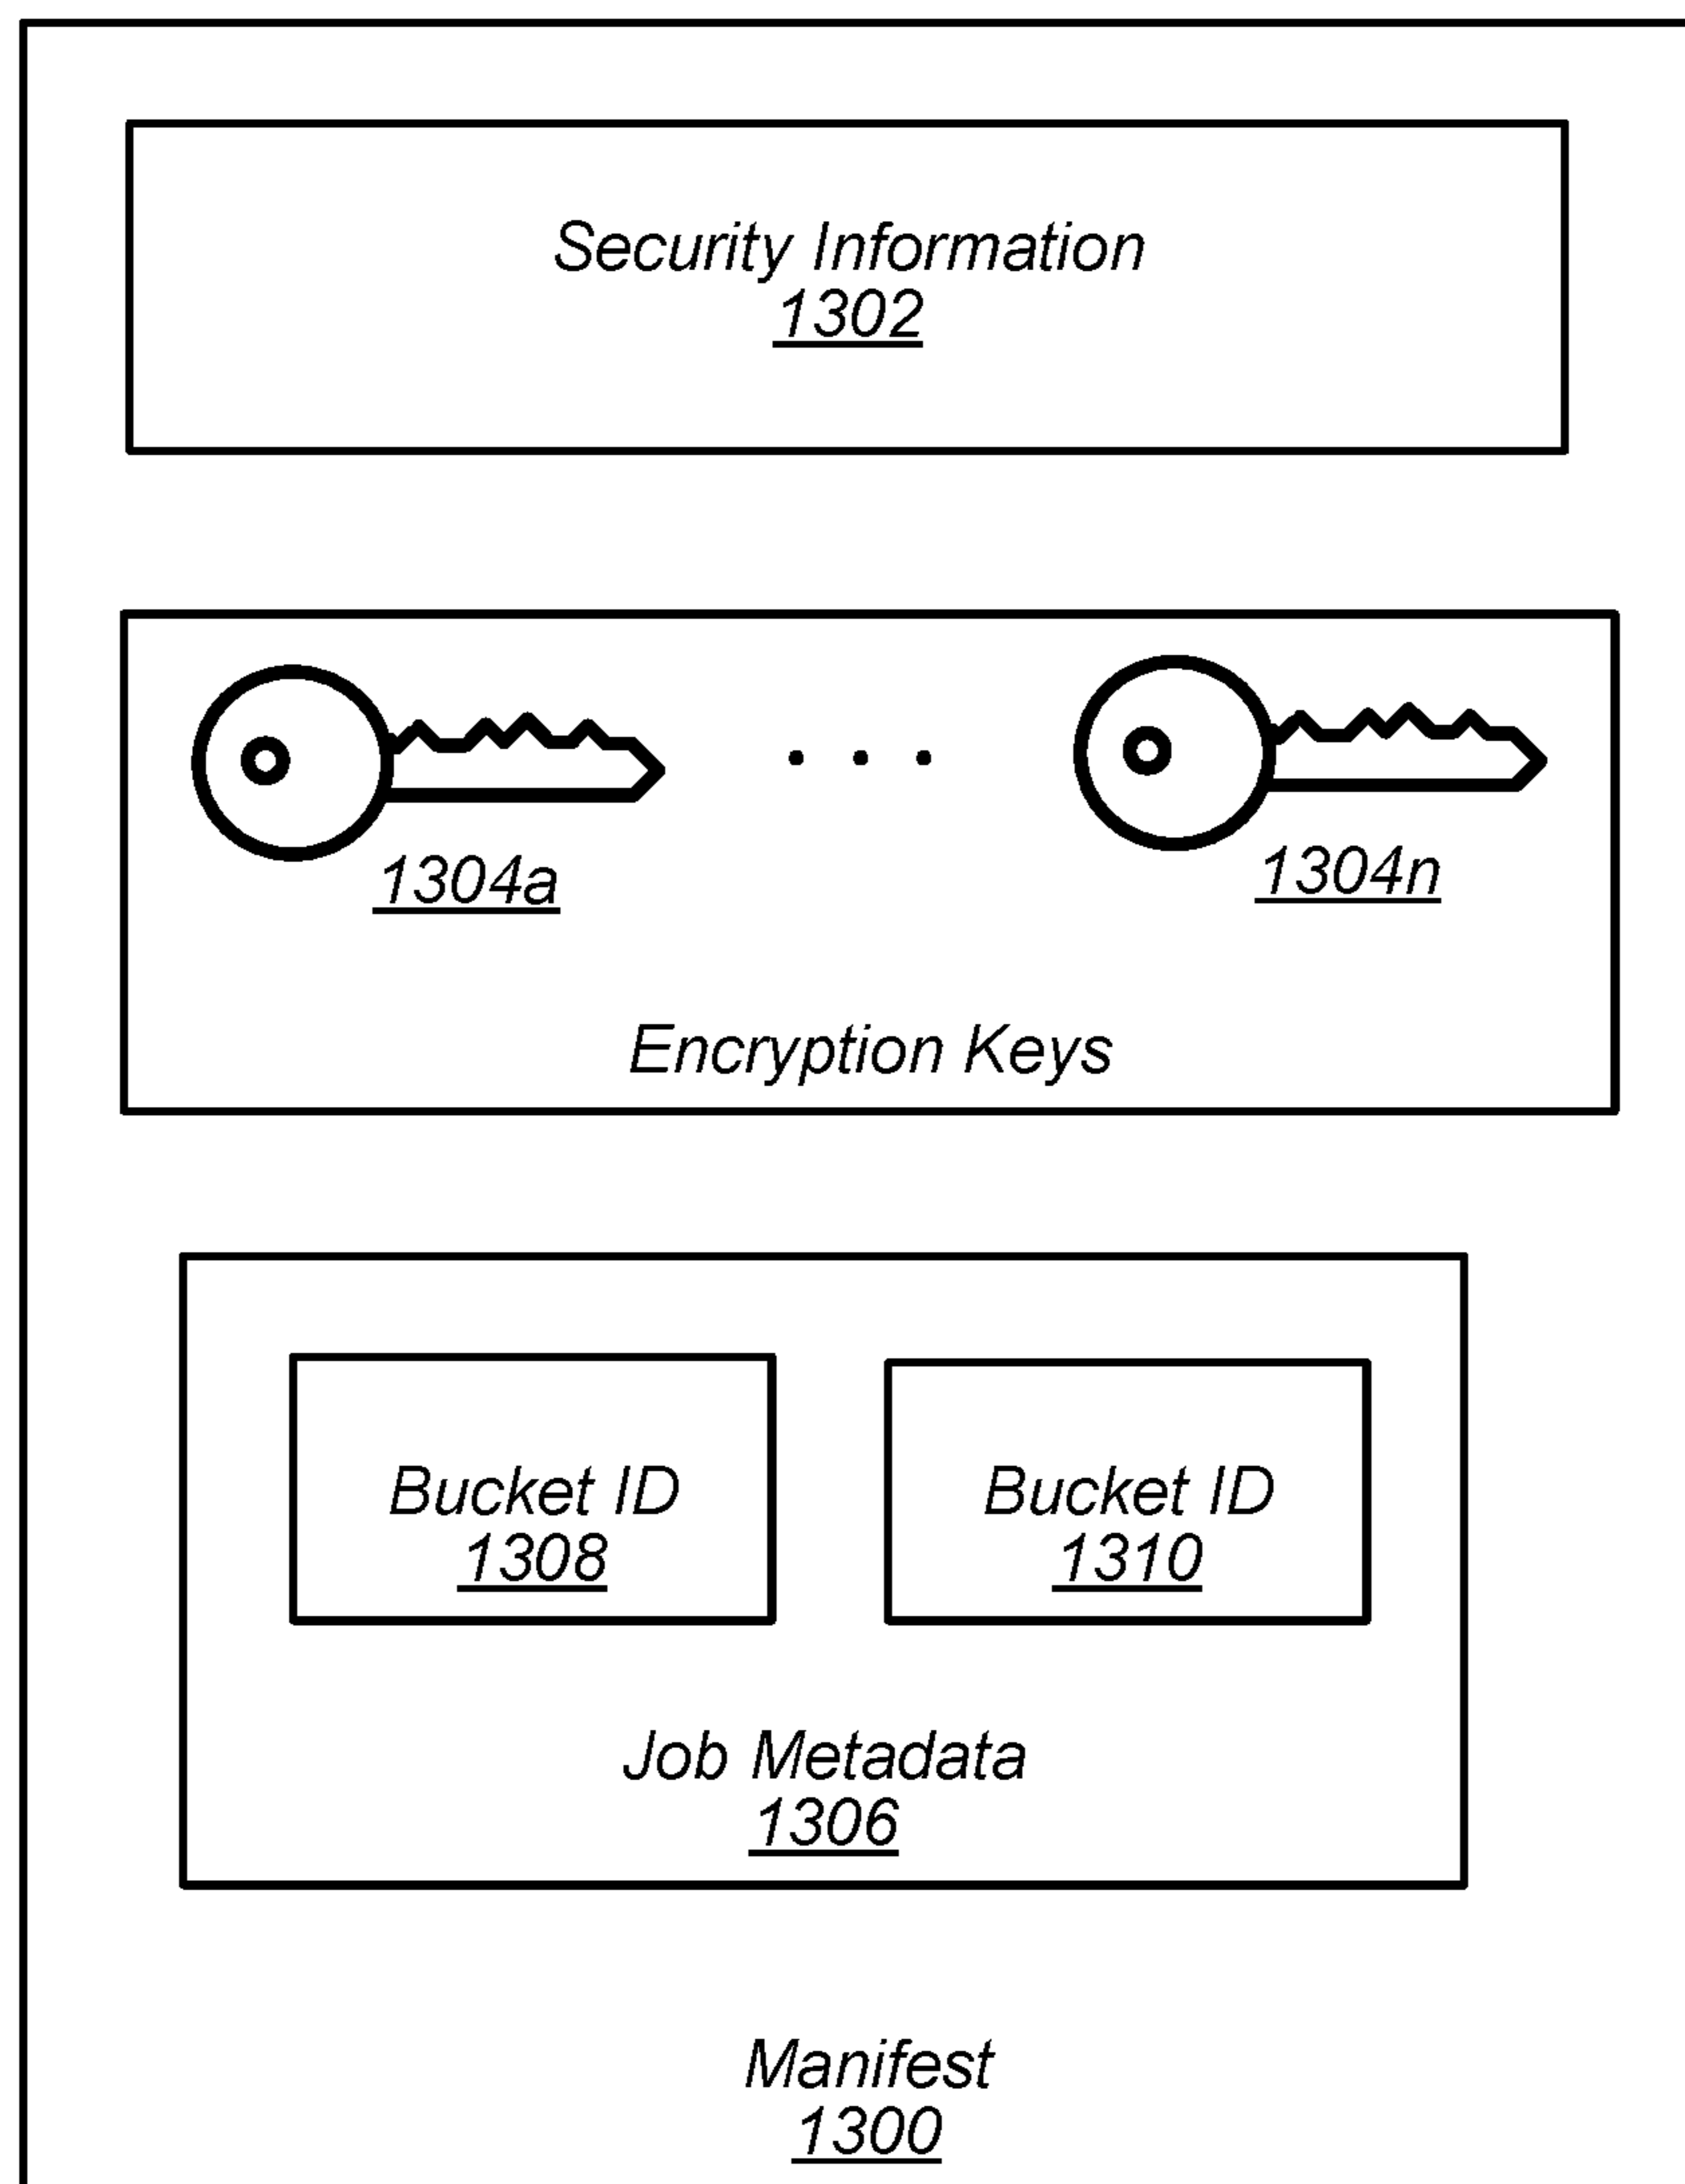 Security Information
1302
. . .
1304a
1304n
Encryption Keys
Bucket ID
1308
Bucket ID
1310
Job Metadata
1306
Manifest
1300